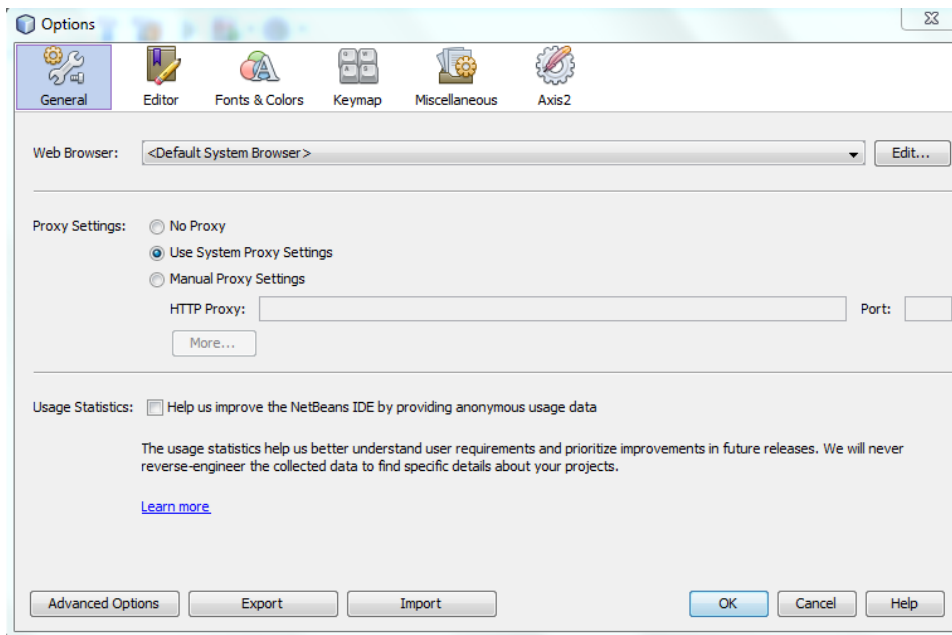 Options
General
Editor
Fonts & Colors
Keymap
Miscellaneous
Axis2
Web Browser: <Default System Browser> Edit...
Proxy Settings: No Proxy
Use System Proxy Settings
Manual Proxy Settings
HTTP Proxy: Port:
More...
Usage Statistics: Help us improve the NetBeans IDE by providing anonymous usage data
The usage statistics help us better understand user requirements and prioritize improvements in future releases. We will never
reverse-engineer the collected data to find specific details about your projects.
Learn more
Advanced Options Export Import OK Cancel Help